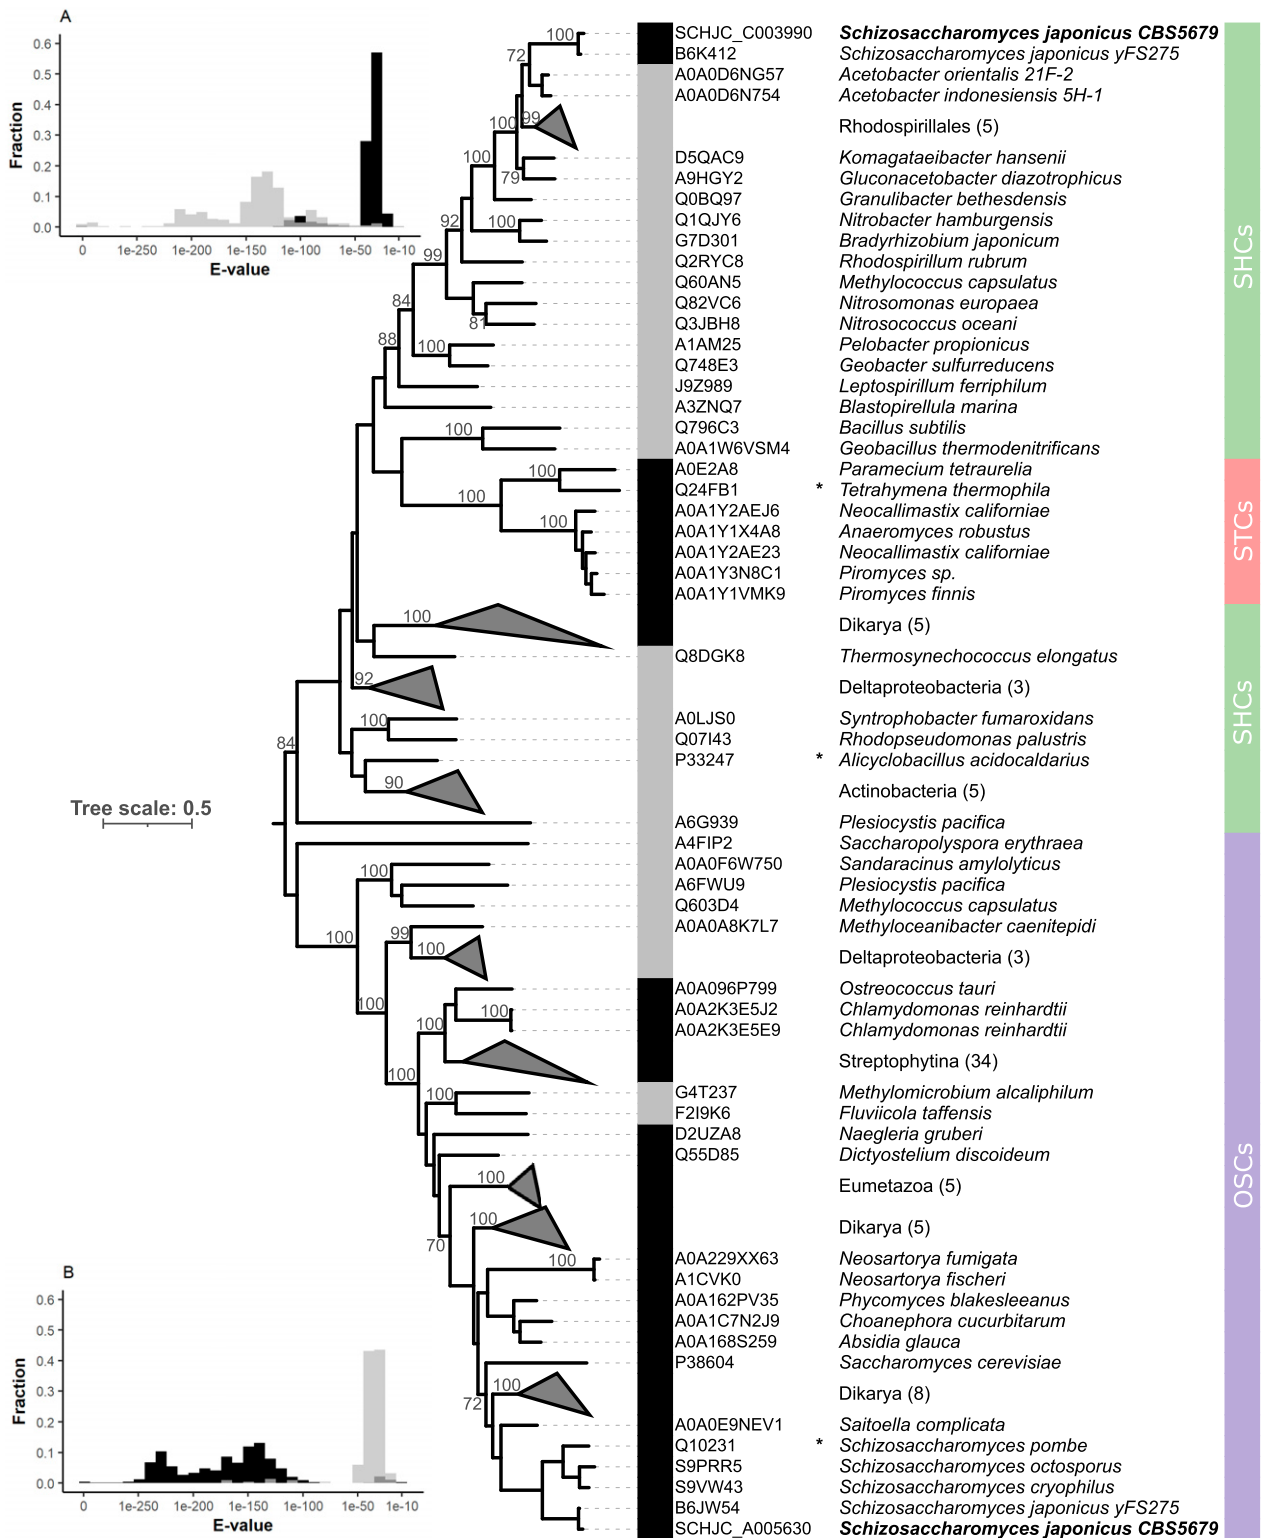 A
0.6
0.5
0.4
0.3
0.2
0.1
0.0
Fraction
0 1e-250 1e-200 1e-150 1e-100 1e-50 1e-10
E-value
SCHJC_C003990 Schizosaccharomyces japonicus CBS5679
B6K412 Schizosaccharomyces japonicus yFS275
A0A0D6NG57 Acetobacter orientalis 21F-2
A0A0D6N754 Acetobacter indonesiensis 5H-1
Rhodospirillales (5)
D5QAC9 Komagataeibacter hansenii
A9HGY2 Gluconacetobacter diazotrophicus
Q0BQ97 Granulibacter bethesdensis
Q1QJY6 Nitrobacter hamburgensis
G7D301 Bradyrhizobium japonicum
Q2RYC8 Rhodospirillum rubrum
Q60AN5 Methylococcus capsulatus
Q82VC6 Nitrosomonas europaea
Q3JBH8 Nitrosococcus oceani
A1AM25 Pelobacter propionicus
Q748E3 Geobacter sulfurreducens
J9Z989 Leptospirillum ferriphilum
A3ZNQ7 Blastopirellula marina
Q796C3 Bacillus subtilis
A0A1W6VSM4 Geobacillus thermodenitrificans
A0E2A8 Paramecium tetraurelia
Q24FB1 * Tetrahymena thermophila
A0A1Y2AEJ6 Neocallimastix californiae
A0A1Y1X4A8 Anaeromyces robustus
A0A1Y2AE23 Neocallimastix californiae
A0A1Y3N8C1 Piromyces sp.
A0A1Y1VMK9 Piromyces finnis
Dikarya (5)
Q8DGK8 Thermosynechococcus elongatus
Deltaproteobacteria (3)
A0LJS0 Syntrophobacter fumaroxidans
Q07I43 Rhodopseudomonas palustris
P33247 * Alicyclobacillus acidocaldarius
Actinobacteria (5)
A6G939 Plesiocystis pacifica
A4FIP2 Saccharopolyspora erythraea
A0A0F6W750 Sandaracinus amylolyticus
A6FWU9 Plesiocystis pacifica
Q603D4 Methylococcus capsulatus
A0A0A8K7L7 Methyloceanibacter caenitepidi
Deltaproteobacteria (3)
A0A096P799 Ostreococcus tauri
A0A2K3E5J2 Chlamydomonas reinhardtii
A0A2K3E5E9 Chlamydomonas reinhardtii
Streptophytina (34)
G4T237 Methylomicrobium alcaliphilum
F2I9K6 Fluviicola taffensis
D2UZA8 Naegleria gruberi
Q55D85 Dictyostelium discoideum
Eumetazoa (5)
Dikarya (5)
A0A229XX63 Neosartorya fumigata
A1CVK0 Neosartorya fischeri
A0A162PV35 Phycomyces blakesleeanus
A0A1C7N2J9 Choanephora cucurbitarum
A0A168S259 Absidia glauca
P38604 Saccharomyces cerevisiae
Dikarya (8)
A0A0E9NEV1 Saitoella complicata
Q10231 * Schizosaccharomyces pombe
S9PRR5 Schizosaccharomyces octosporus
S9VW43 Schizosaccharomyces cryophilus
B6JW54 Schizosaccharomyces japonicus yFS275
SCHJC_A005630 Schizosaccharomyces japonicus CBS5679
SHCs
STCs
SHCs
OSCs
100
72
99
100
100
79
92
100
99
84
81
88
100
100
100
100
100
100
92
100
84
90
Tree scale: 0.5
100
100
99
100
100
100
100
100
100
100
100
70
100
100
72
B
0.6
0.5
0.4
0.3
0.2
0.1
0.0
Fraction
0 1e-250 1e-200 1e-150 1e-100 1e-50 1e-10
E-value